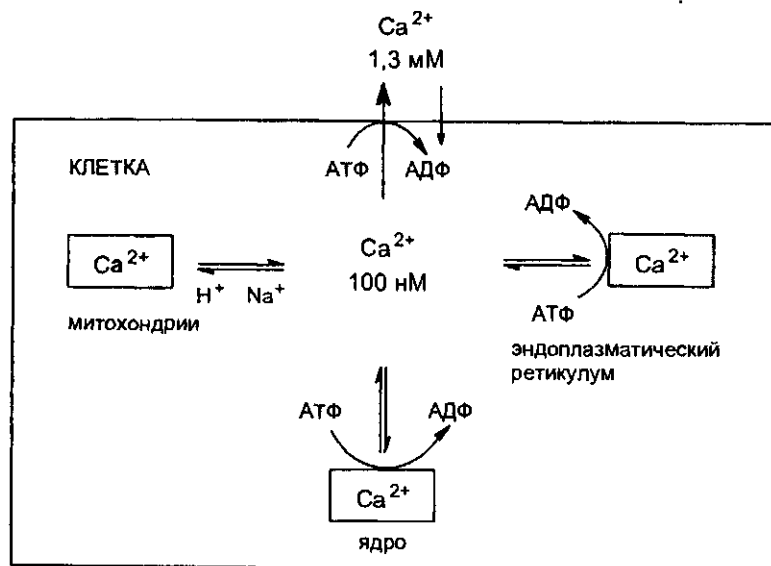 Ca²⁺
1,3 мМ
АТФ АДФ
КЛЕТКА
АДФ
Ca²⁺
Ca²⁺
100 нМ
Ca²⁺
H⁺ Na⁺
митохондрии
АТФ
эндоплазматический
ретикулум
АТФ АДФ
Ca²⁺
ядро